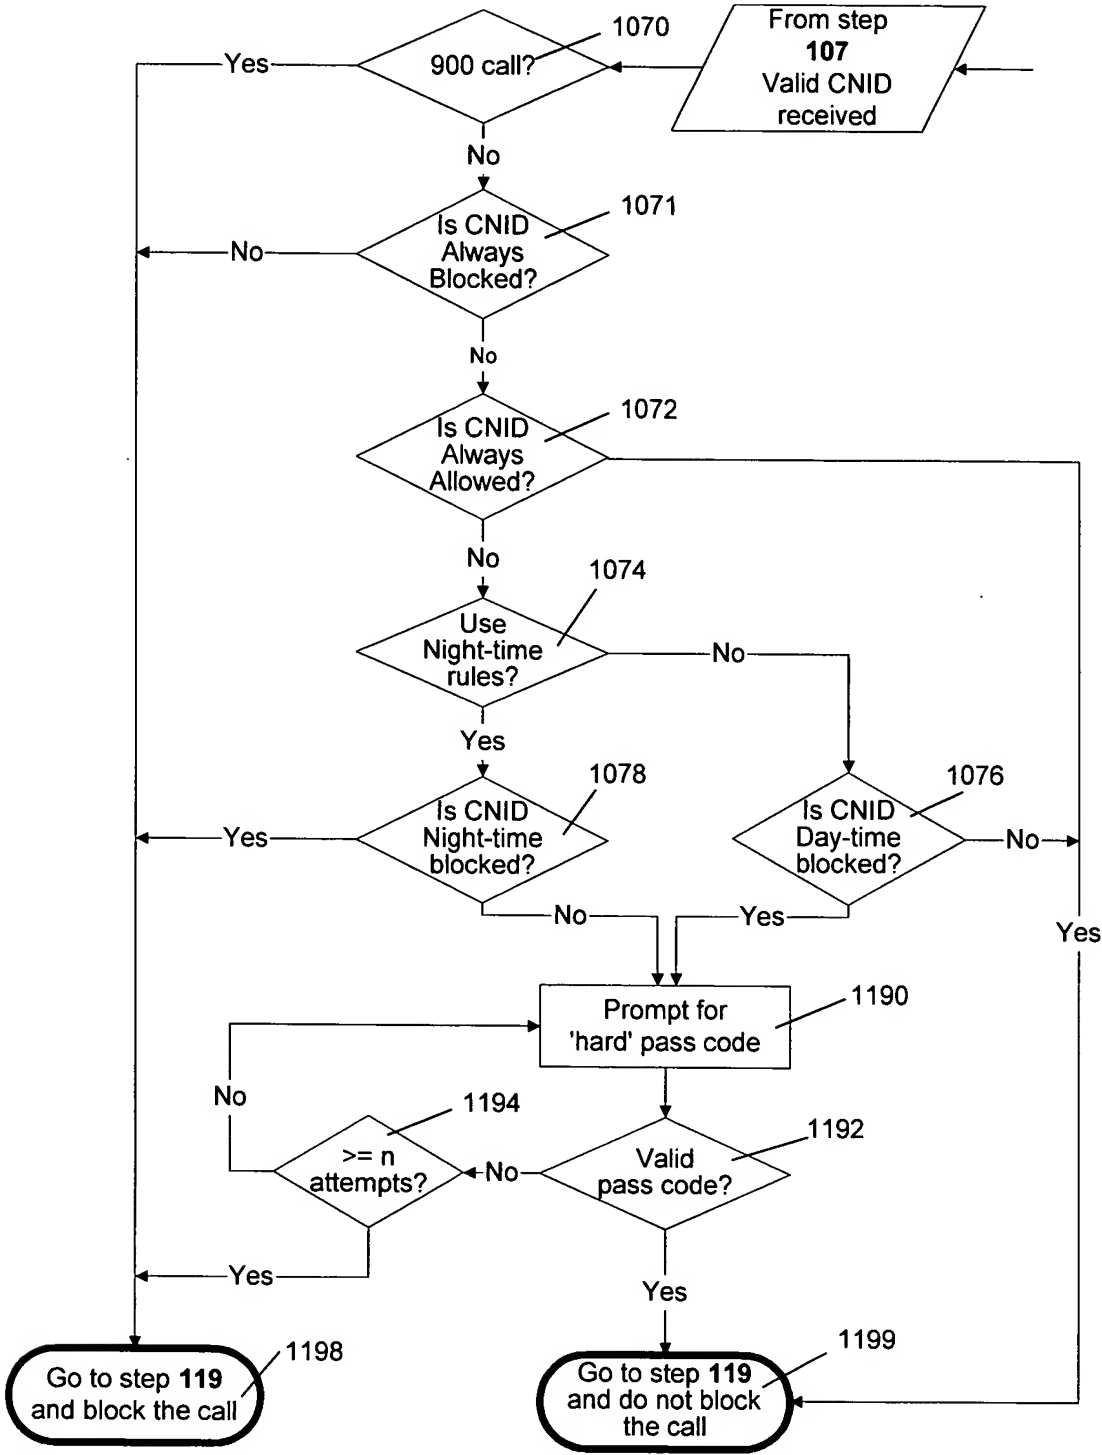 1070
From step
107
Valid CNID
received
900 call?
Yes
No
1071
Is CNID
Always
Blocked?
No
No
1072
Is CNID
Always
Allowed?
No
1074
Use
Night-time
rules?
No
Yes
1078
Is CNID
Night-time
blocked?
Yes
1076
Is CNID
Day-time
blocked?
No
No
Yes
Yes
1190
Prompt for
'hard' pass code
No
1194
>= n
attempts?
No
1192
Valid
pass code?
Yes
Yes
1198
Go to step 119
and block the call
1199
Go to step 119
and do not block
the call